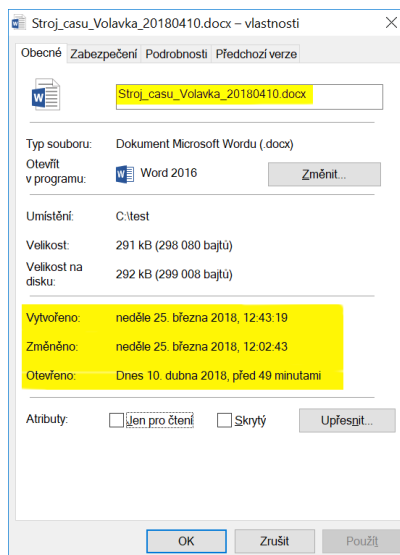 Stroj_casu_Volavka_20180410.docx – vlastnosti
Obecné Zabezpečení Podrobnosti Předchozí verze
Stroj_casu_Volavka_20180410.docx
Typ souboru: Dokument Microsoft Wordu (.docx)
Otevřít
v programu: Word 2016 Změnit...
Umístění: C:\test
Velikost: 291 kB (298 080 bajtů)
Velikost na
disku: 292 kB (299 008 bajtů)
Vytvořeno: neděle 25. března 2018, 12:43:19
Změněno: neděle 25. března 2018, 12:02:43
Otevřeno: Dnes 10. dubna 2018, před 49 minutami
Atributy: Jen pro čtení Skrytý Upřesnit...
OK Zrušit Použít